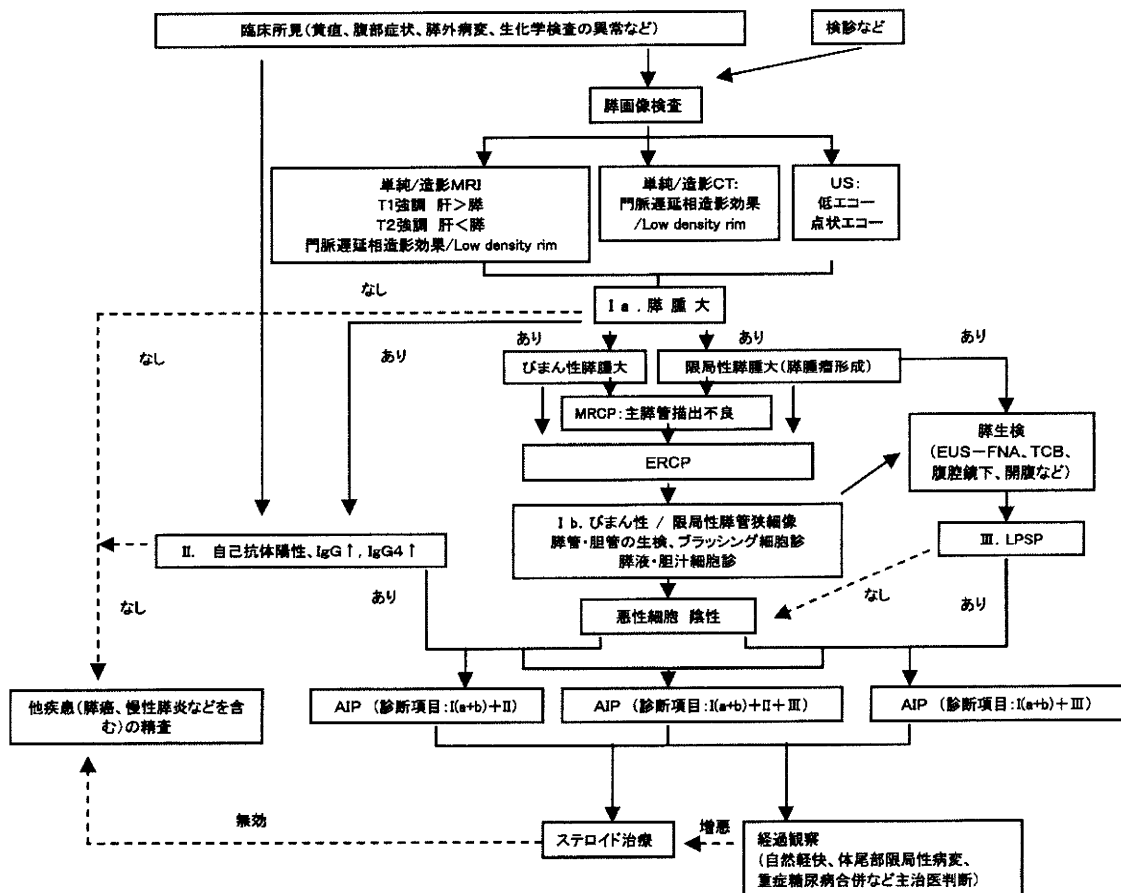 臨床所見(黄疸、腹部症状、膵外病変、生化学検査の異常など)
検診など
膵画像検査
単純/造影MRI
T1強調 肝＞膵
T2強調 肝＜膵
門脈遅延相造影効果/Low density rim
単純/造影CT:
門脈遅延相造影効果
/Low density rim
US:
低エコー
点状エコー
なし
Ⅰa.膵 腫 大
なし
あり
あり
あり
あり
びまん性膵腫大
限局性膵腫大(膵腫瘤形成)
MRCP:主膵管描出不良
ERCP
膵生検
(EUS－FNA、TCB、
腹腔鏡下、開腹など)
Ⅰb.びまん性 / 限局性膵管狭細像
膵管・胆管の生検、ブラッシング細胞診
膵液・胆汁細胞診
Ⅱ. 自己抗体陽性、IgG↑, IgG4↑
Ⅲ. LPSP
なし
あり
なし
あり
悪性細胞 陰性
他疾患(膵癌、慢性膵炎などを含
む)の精査
AIP (診断項目:Ⅰ(a+b)+Ⅱ)
AIP (診断項目:Ⅰ(a+b)+Ⅱ+Ⅲ)
AIP (診断項目:Ⅰ(a+b)+Ⅲ)
無効
ステロイド治療
増悪
経過観察
(自然軽快、体尾部限局性病変、
重症糖尿病合併など主治医判断)